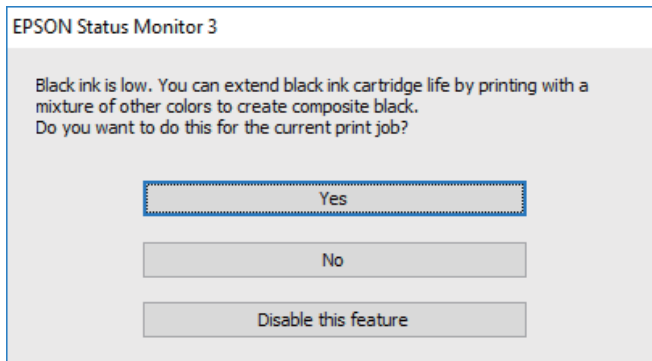 EPSON Status Monitor 3
Black ink is low. You can extend black ink cartridge life by printing with a
mixture of other colors to create composite black.
Do you want to do this for the current print job?
Yes
No
Disable this feature